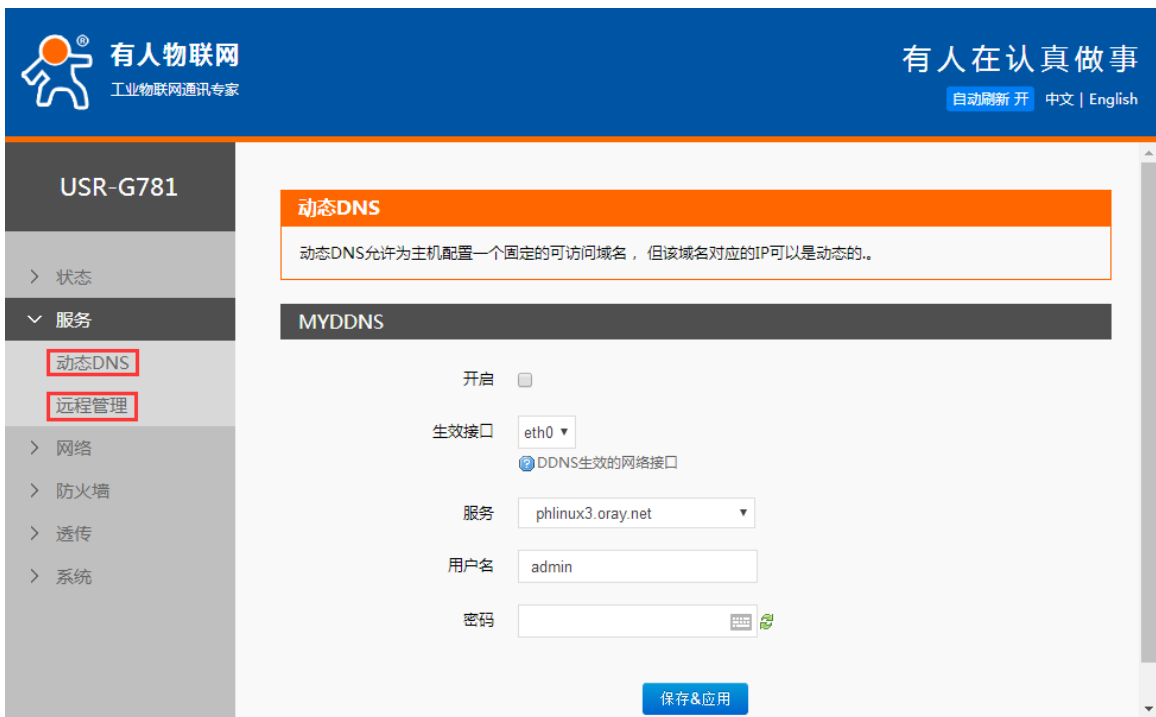 ®
有人物联网
工业物联网通讯专家
有人在认真做事
自动刷新 开 中文 | English
USR-G781
状态
服务
动态DNS
远程管理
网络
防火墙
透传
系统
动态DNS
动态DNS允许为主机配置一个固定的可访问域名 ，但该域名对应的IP可以是动态的.。
MYDDNS
开启
生效接口 eth0
DDNS生效的网络接口
服务 phlinux3.oray.net
用户名 admin
密码
保存&应用